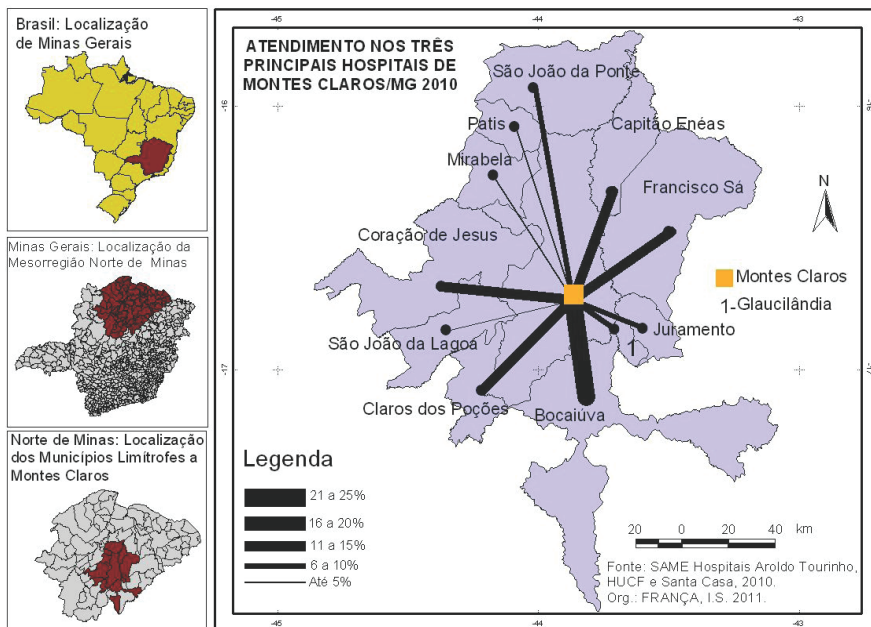 Brasil: Localização
de Minas Gerais
Minas Gerais: Localização da
Mesorregião Norte de Minas
Norte de Minas: Localização
dos Municípios Limítrofes a
Montes Claros
-45
-44
-43
ATENDIMENTO NOS TRÊS
PRINCIPAIS HOSPITAIS DE
MONTES CLAROS/MG 2010
-16
-16
São João da Ponte
Patis
Capitão Enéas
Mirabela
Francisco Sá
N
Coração de Jesus
Montes Claros
1-Glaucilândia
São João da Lagoa
Juramento
1
-17
-17
Claros dos Poções
Bocaiúva
Legenda
21 a 25%
16 a 20%
11 a 15%
6 a 10%
Até 5%
20 0 20 40 km
Fonte: SAME Hospitais Aroldo Tourinho,
HUCF e Santa Casa, 2010.
Org.: FRANÇA, I.S. 2011.
-45
-44
-43